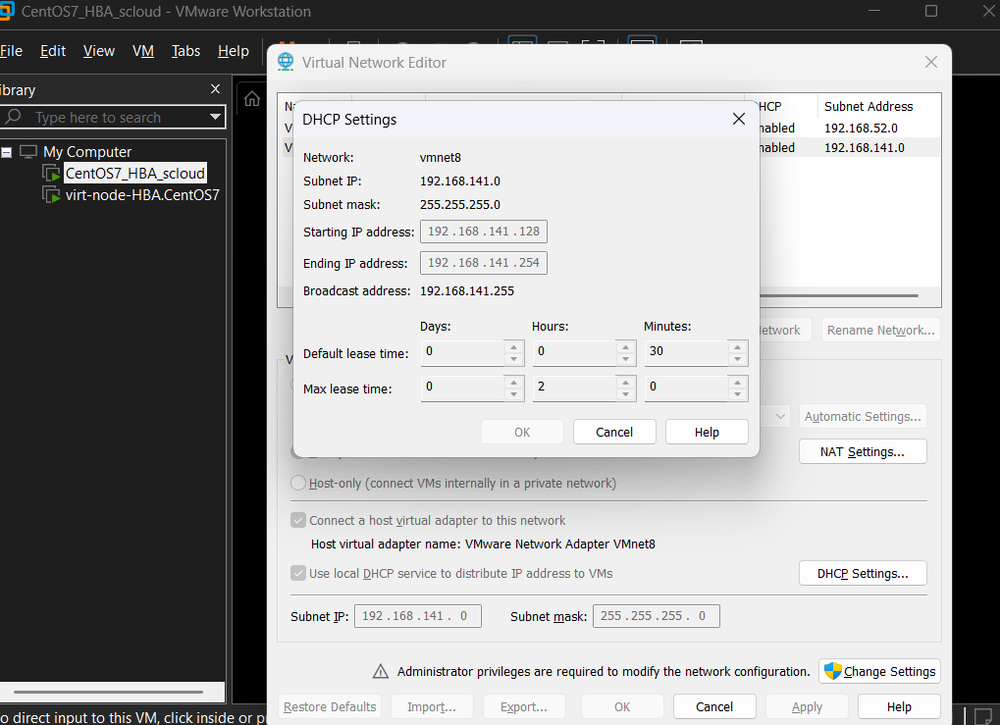 CentOS7_HBA_scloud - VMware Workstation
File Edit View VM Tabs Help
Virtual Network Editor
Type here to search
My Computer
CentOS7_HBA_scloud
virt-node-HBA.CentOS7
Subnet Address
192.168.52.0
192.168.141.0
DHCP Settings
Network: vmnet8
Subnet IP: 192.168.141.0
Subnet mask: 255.255.255.0
Starting IP address: 192 . 168 . 141 . 128
Ending IP address: 192 . 168 . 141 . 254
Broadcast address: 192.168.141.255
Days: Hours: Minutes:
Default lease time: 0 0 30
Max lease time: 0 2 0
OK Cancel Help
Rename Network...
Automatic Settings...
NAT Settings...
Host-only (connect VMs internally in a private network)
Connect a host virtual adapter to this network
Host virtual adapter name: VMware Network Adapter VMnet8
Use local DHCP service to distribute IP address to VMs
DHCP Settings...
Subnet IP: 192 . 168 . 141 . 0 Subnet mask: 255 . 255 . 255 . 0
Administrator privileges are required to modify the network configuration. Change Settings
Restore Defaults Import... Export... OK Cancel Apply Help
direct input to this VM, click inside or